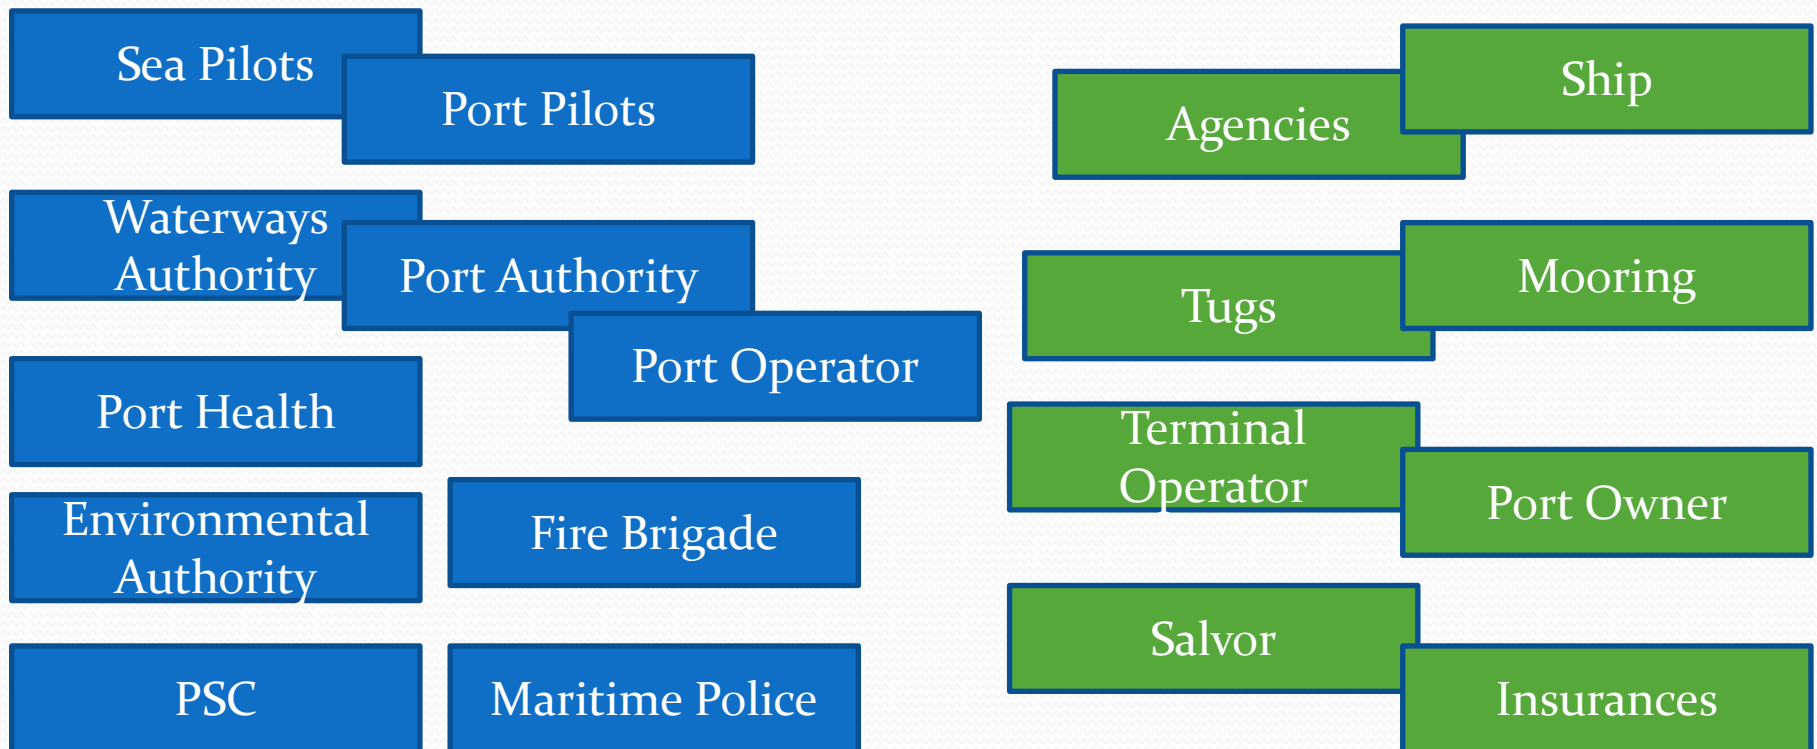 Sea Pilots
Port Pilots
Waterways
Authority
Port Authority
Port Operator
Port Health
Environmental
Authority
Fire Brigade
PSC
Maritime Police
Ship
Agencies
Mooring
Tugs
Terminal
Operator
Port Owner
Salvor
Insurances